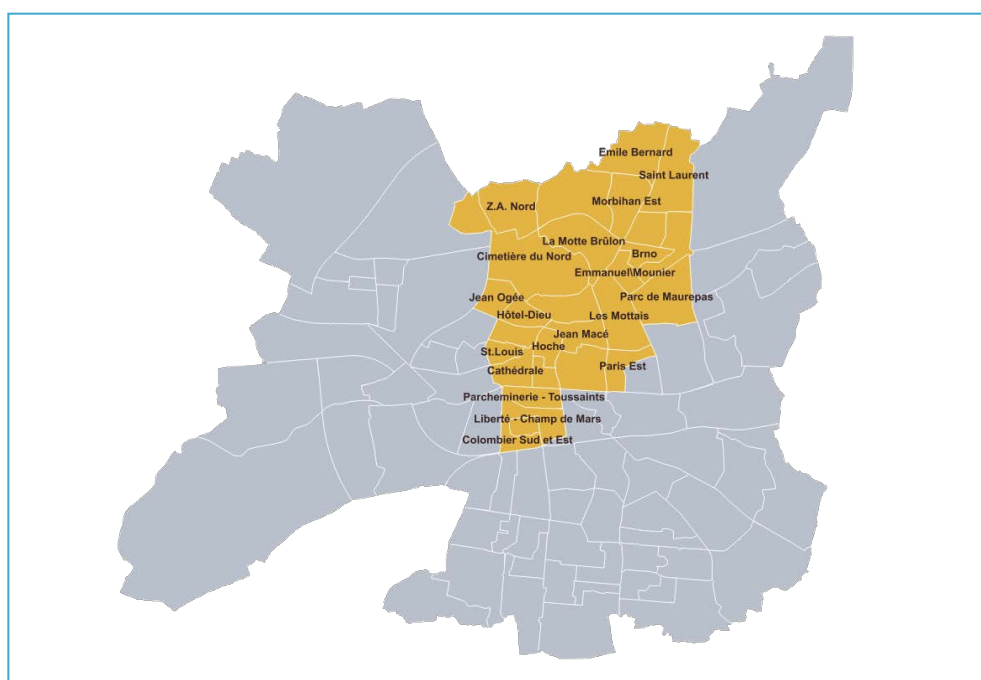 Emile Bernard
Saint Laurent
Morbihan Est
Z.A. Nord
La Motte Brûlon
Brno
Cimetière du Nord
Emmanuel\Mounier
Jean Ogée
Parc de Maurepas
Hôtel-Dieu
Les Mottais
Jean Macé
Hoche
St.Louis
Paris Est
Cathédrale
Parcheminerie - Toussaints
Liberté - Champ de Mars
Colombier Sud et Est